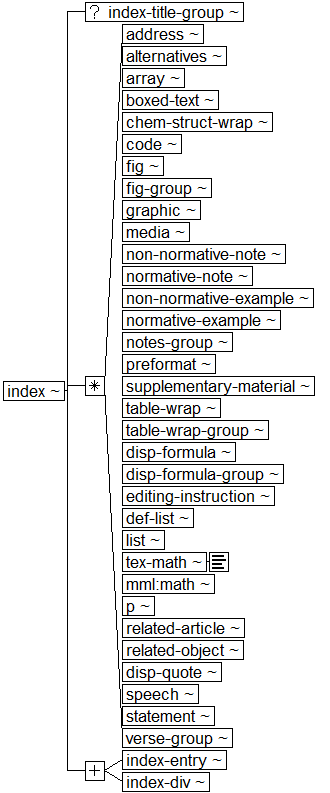 ? index-title-group ~
address ~
alternatives ~
array ~
boxed-text ~
chem-struct-wrap ~
code ~
fig ~
fig-group ~
graphic ~
media ~
non-normative-note ~
normative-note ~
non-normative-example ~
normative-example ~
notes-group ~
preformat ~
index ~
*
supplementary-material ~
table-wrap ~
table-wrap-group ~
disp-formula ~
disp-formula-group ~
editing-instruction ~
def-list ~
list ~
tex-math ~
mml:math ~
p ~
related-article ~
related-object ~
disp-quote ~
speech ~
statement ~
verse-group ~
+
index-entry ~
index-div ~